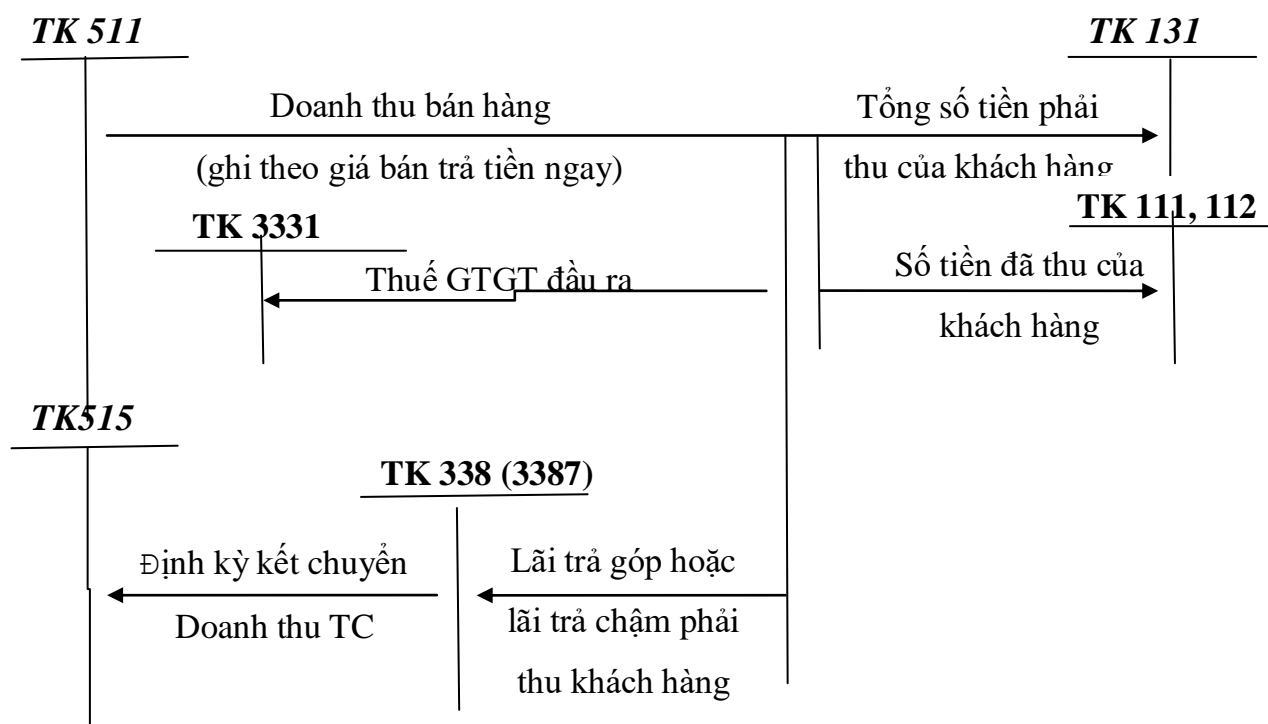 TK 511
TK 131
Doanh thu bán hàng
Tổng số tiền phải
(ghi theo giá bán trả tiền ngay)
thu của khách hàng
TK 3331
TK 111, 112
Thuế GTGT đầu ra
Số tiền đã thu của
khách hàng
TK515
TK 338 (3387)
Định kỳ kết chuyển
Lãi trả góp hoặc
Doanh thu TC
lãi trả chậm phải
thu khách hàng